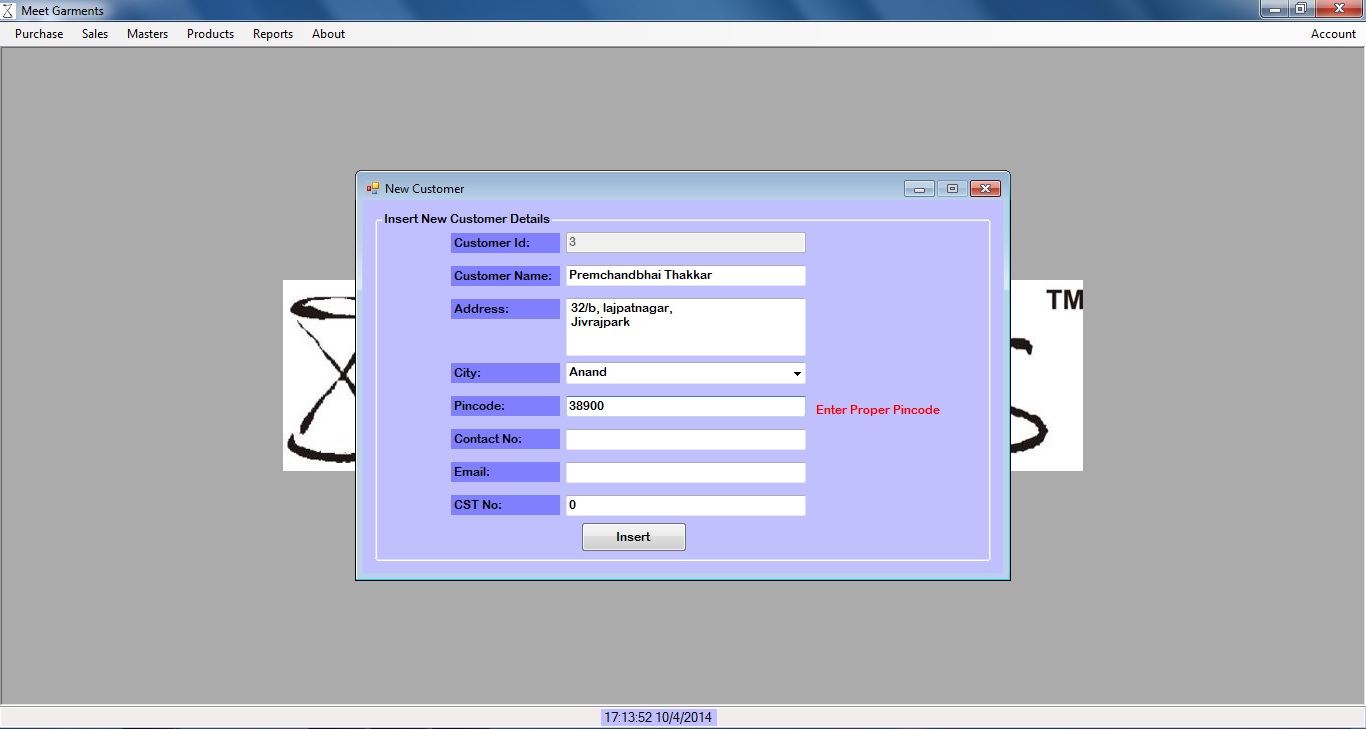 Meet Garments
Purchase Sales Masters Products Reports About Account
New Customer
Insert New Customer Details
Customer Id: 3
Customer Name: Premchandbhai Thakkar
Address: 32/b, lajpatnagar,
Jivrajpark
City: Anand
Pincode: 38900 Enter Proper Pincode
Contact No:
Email:
CST No: 0
Insert
TM
S
17:13:52 10/4/2014